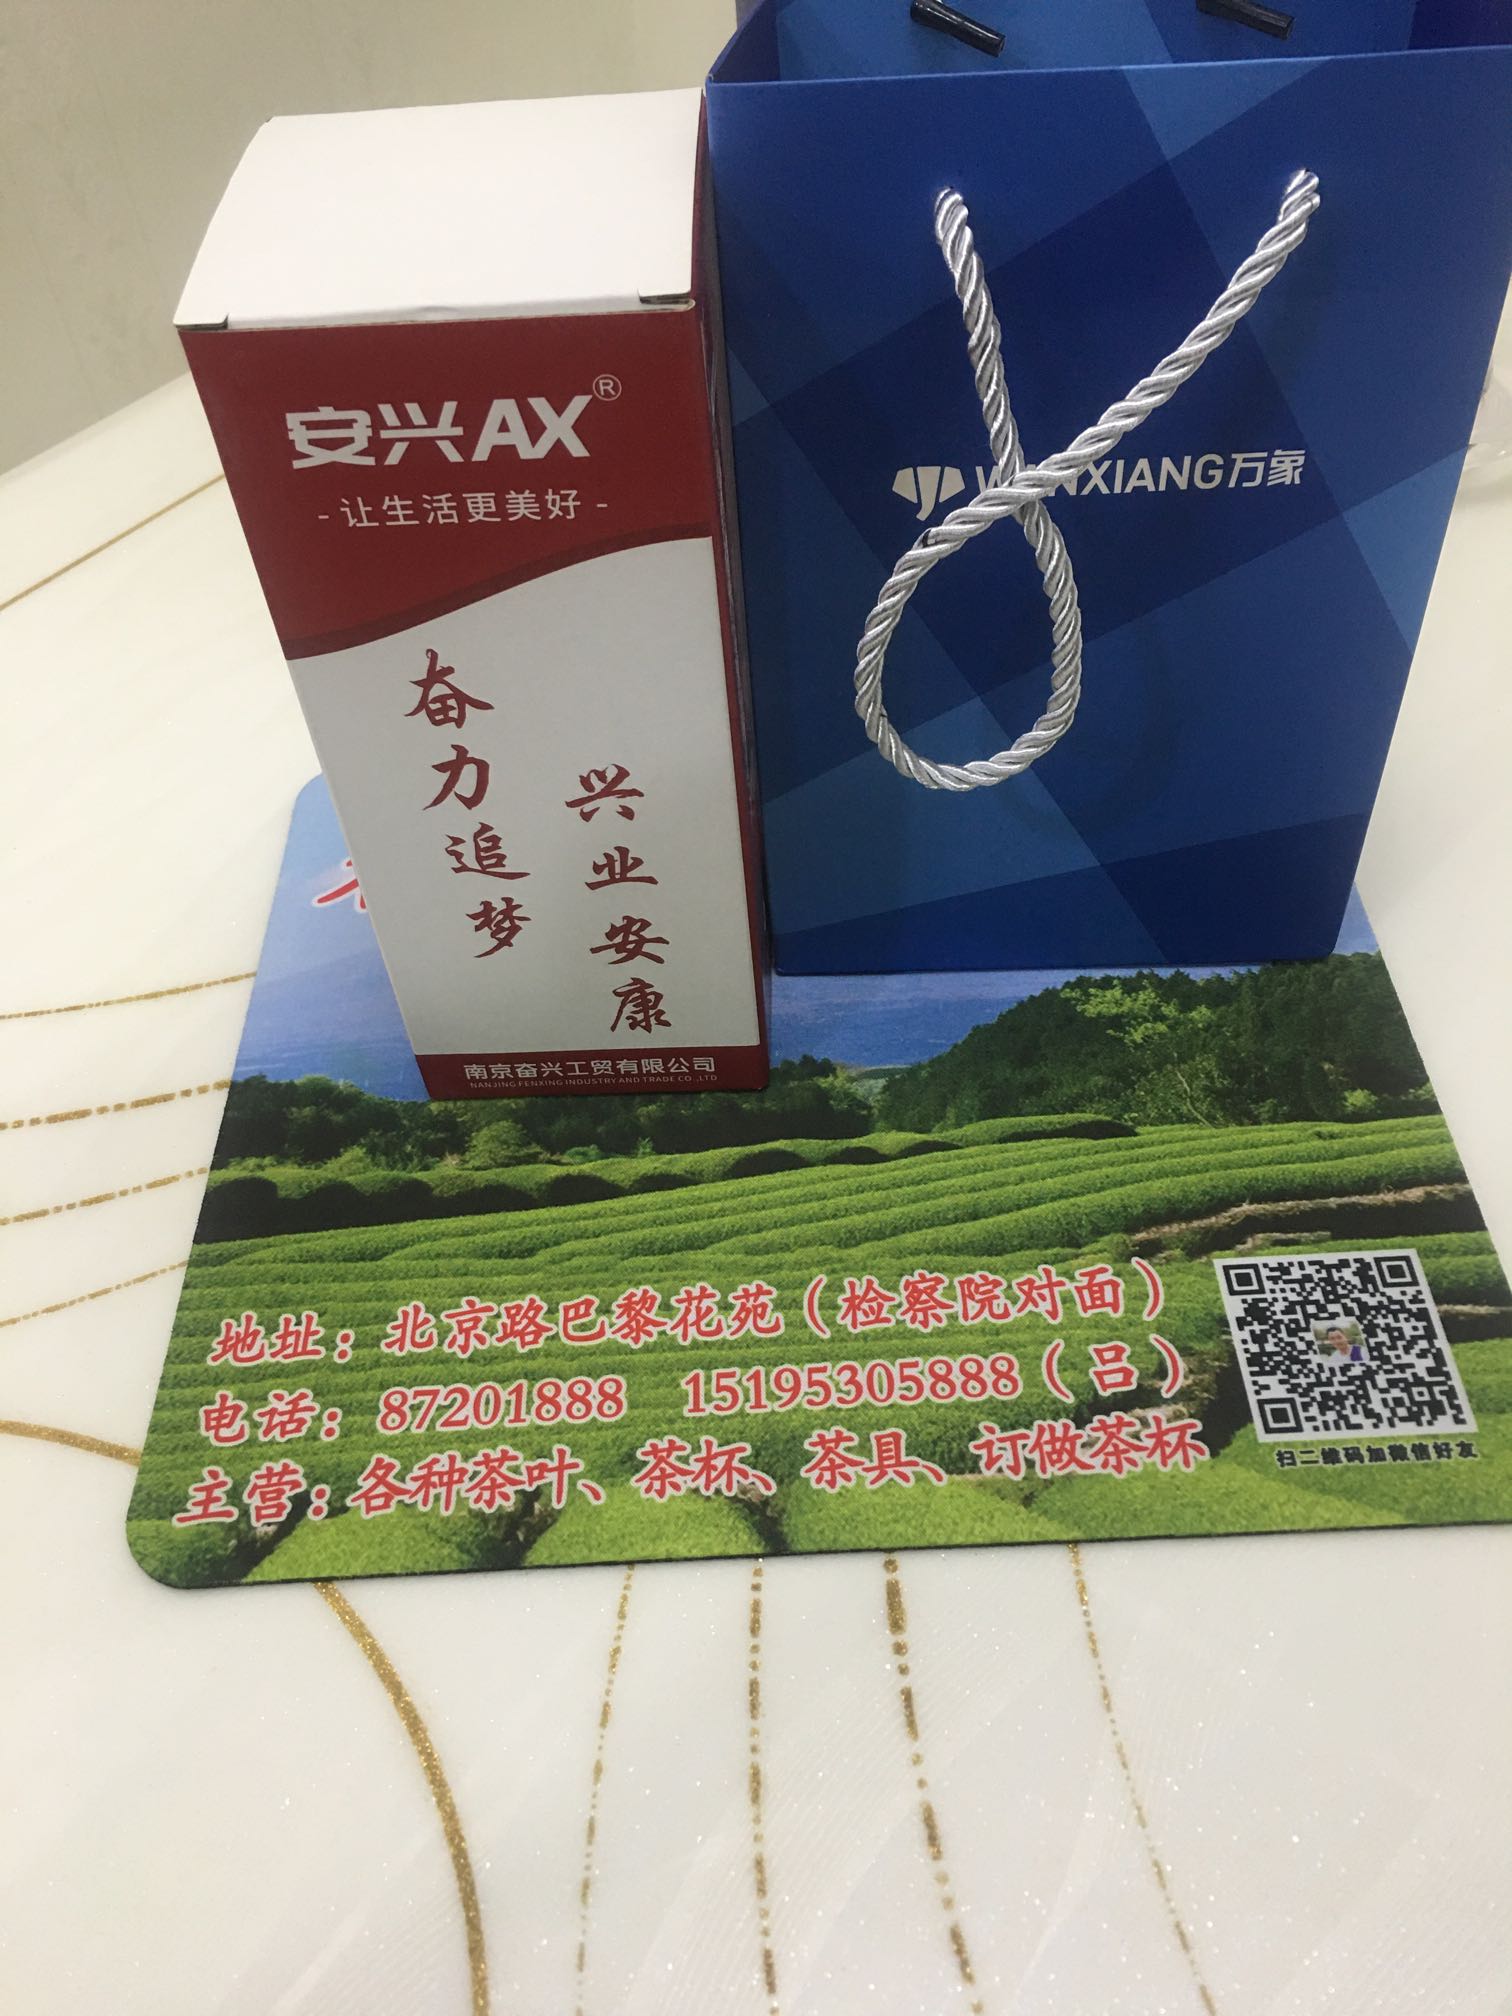 安兴AX®
-让生活更美好-
奋力追梦
兴业安康
南京奋兴工贸有限公司
NANJING FENXING INDUSTRY AND TRADE CO.,LTD
WANXIANG万象
地址：北京路巴黎花苑（检察院对面）
电话：87201888 15195305888（吕）
主营：各种茶叶、茶杯、茶具、订做茶杯
扫二维码加微信好友